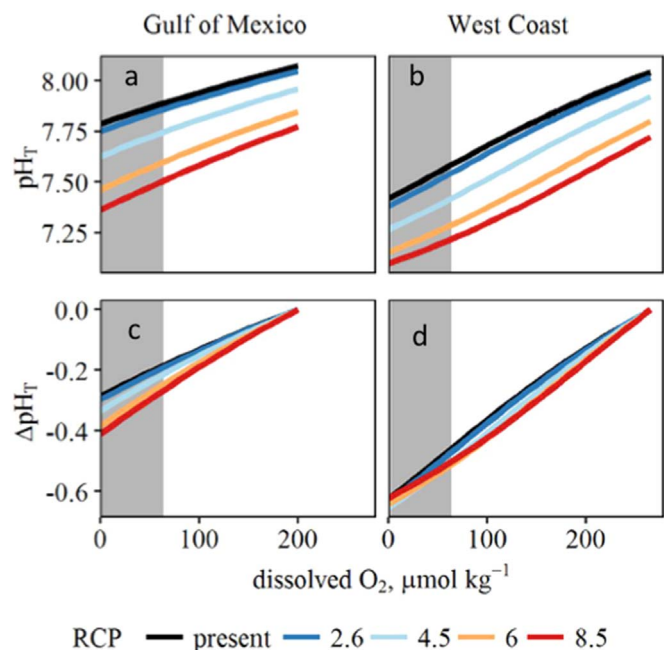 Gulf of Mexico
West Coast
a
b
8.00
7.75
7.50
7.25
pH_T
c
d
0.0
-0.2
-0.4
-0.6
ΔpH_T
0
100
200
0
100
200
dissolved O₂, μmol kg⁻¹
RCP present 2.6 4.5 6 8.5